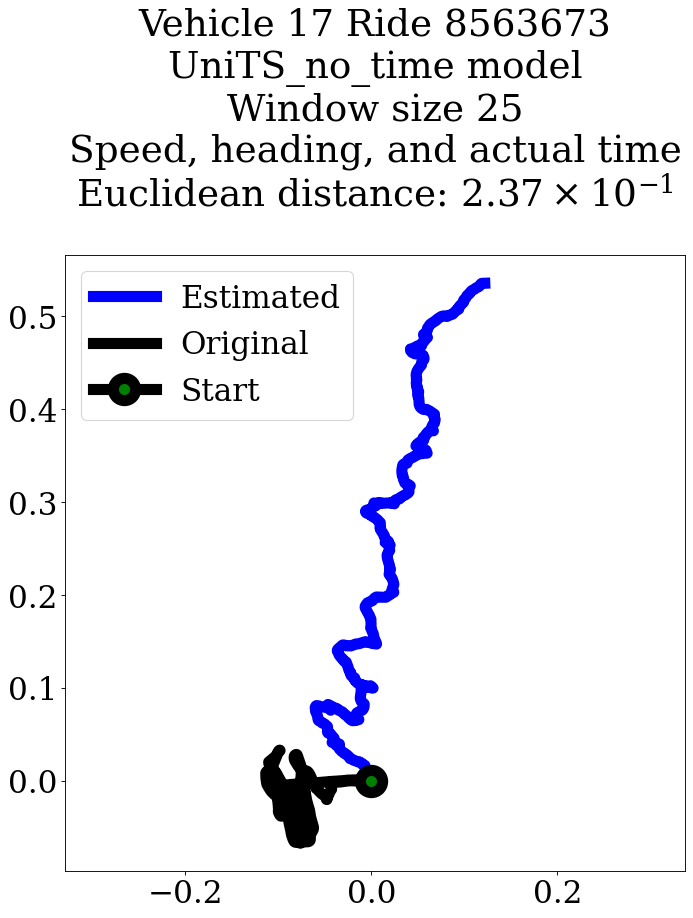 Vehicle 17 Ride 8563673
UniTS_no_time model
Window size 25
Speed, heading, and actual time
Euclidean distance: 2.37 × 10⁻¹
Estimated
Original
Start
0.5
0.4
0.3
0.2
0.1
0.0
−0.2 0.0 0.2